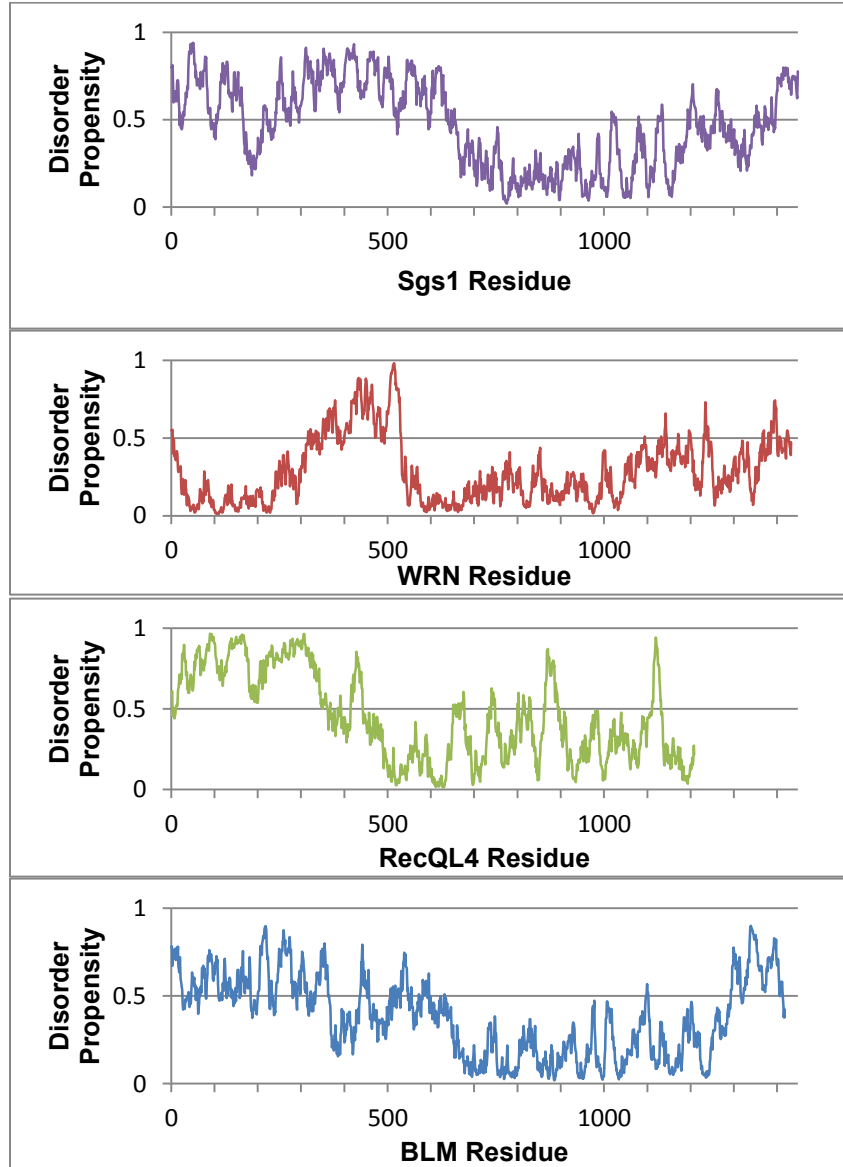 Disorder
Propensity
1
0.5
0
0 500 1000
Sgs1 Residue
Disorder
Propensity
1
0.5
0
0 500 1000
WRN Residue
Disorder
Propensity
1
0.5
0
0 500 1000
RecQL4 Residue
Disorder
Propensity
1
0.5
0
0 500 1000
BLM Residue